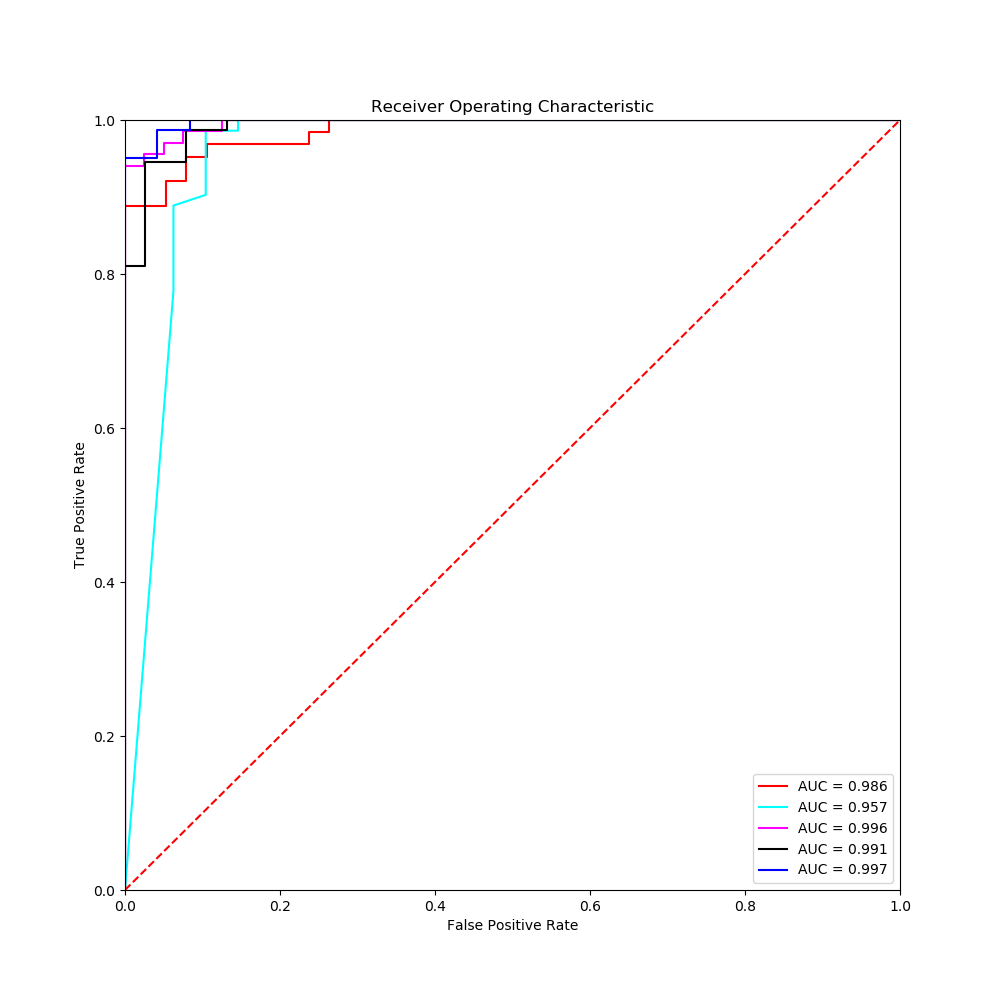 Receiver Operating Characteristic
1.0
0.8
0.6
0.4
0.2
0.0
True Positive Rate
0.0 0.2 0.4 0.6 0.8 1.0
False Positive Rate
AUC = 0.986
AUC = 0.957
AUC = 0.996
AUC = 0.991
AUC = 0.997